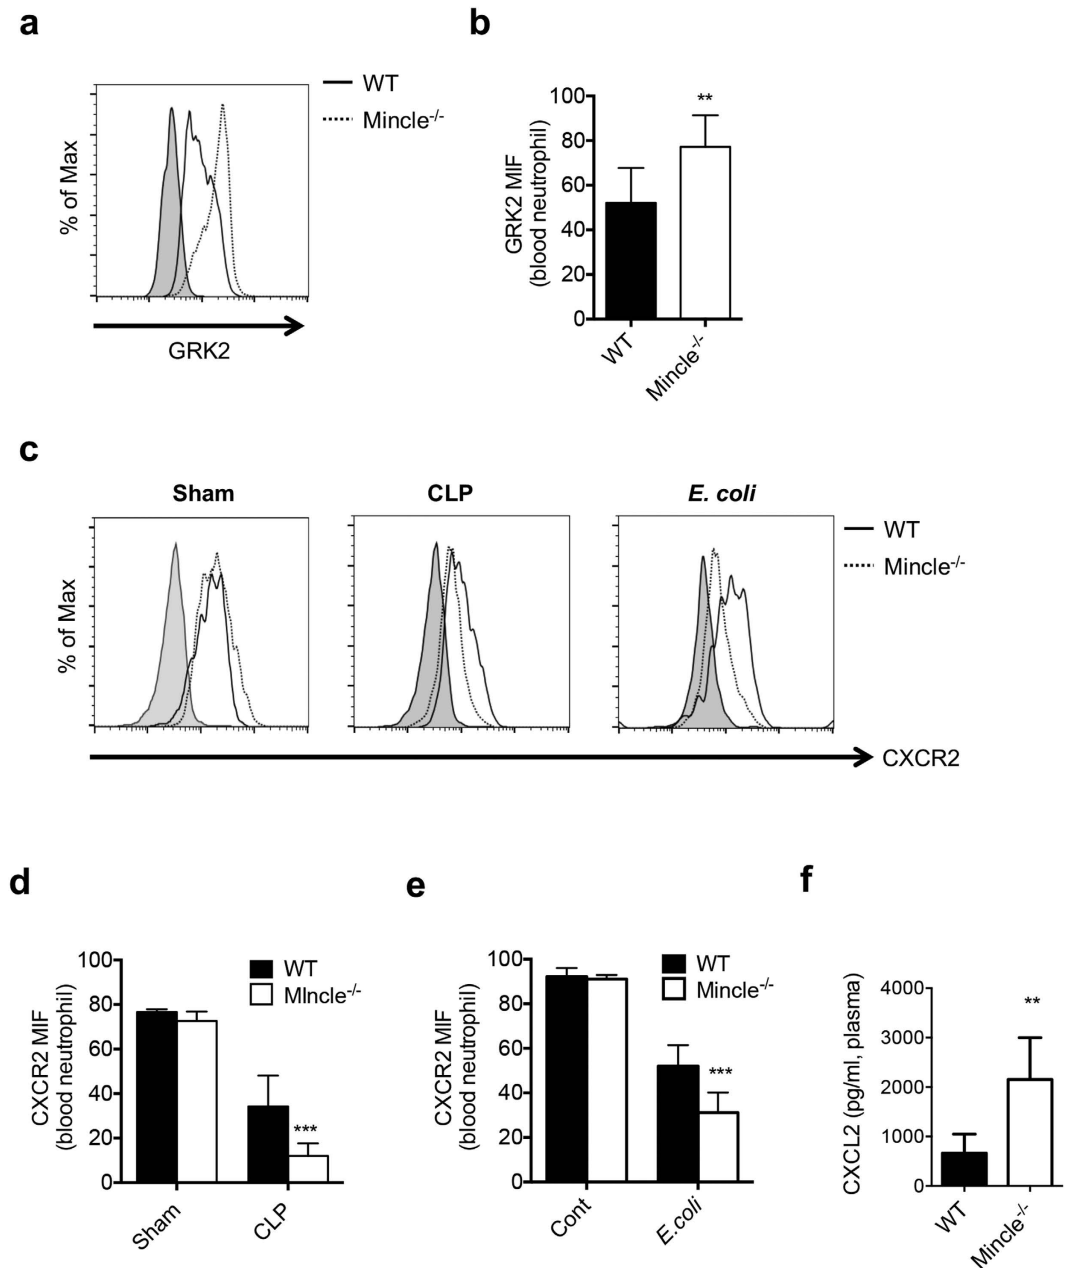 a
WT
Mincle-/-
% of Max
GRK2
b
**
100
80
60
40
20
0
GRK2 MIF
(blood neutrophil)
WT
Mincle-/-
c
Sham
CLP
E. coli
WT
Mincle-/-
% of Max
CXCR2
d
100
80
60
40
20
0
CXCR2 MIF
(blood neutrophil)
WT
MIncle-/-
***
Sham
CLP
e
100
80
60
40
20
0
CXCR2 MIF
(blood neutrophil)
WT
Mincle-/-
***
Cont
E.coli
f
4000
3000
2000
1000
0
CXCL2 (pg/ml, plasma)
**
WT
Mincle-/-